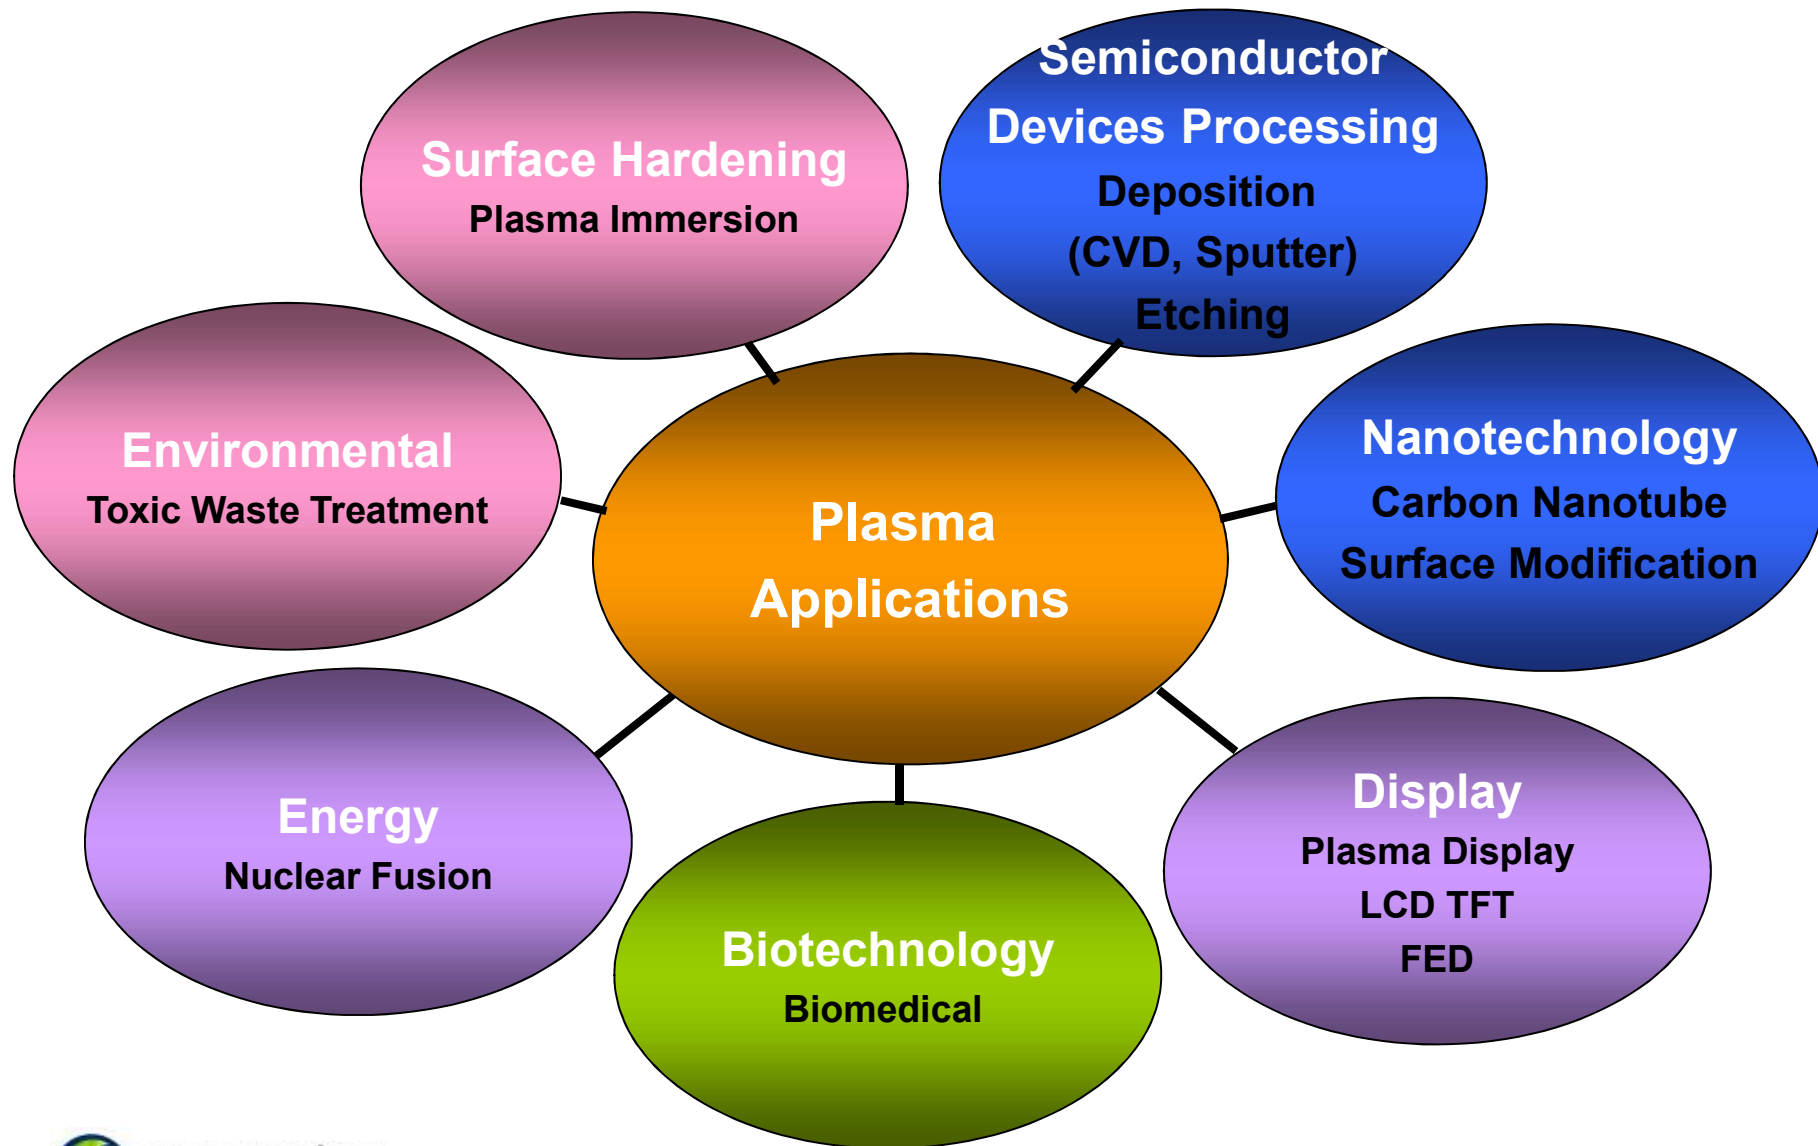 Semiconductor
Devices Processing
Deposition
(CVD, Sputter)
Etching
Surface Hardening
Plasma Immersion
Nanotechnology
Carbon Nanotube
Surface Modification
Environmental
Toxic Waste Treatment
Plasma
Applications
Display
Plasma Display
LCD TFT
FED
Energy
Nuclear Fusion
Biotechnology
Biomedical